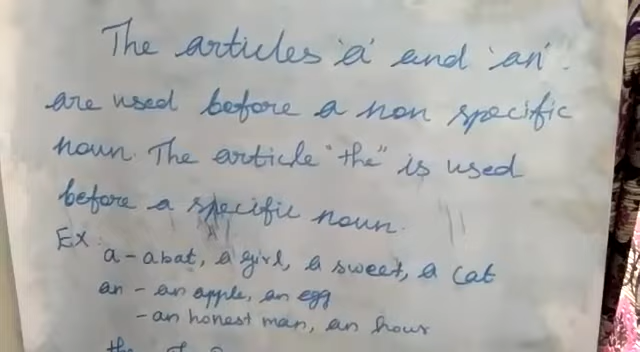 The articles 'a' and 'an'.
are used before a non specific
noun. The article "the" is used
before a specific noun.
Ex:
a - a bat, a girl, a sweet, a cat
an - an apple, an egg
- an honest man, an hour
the